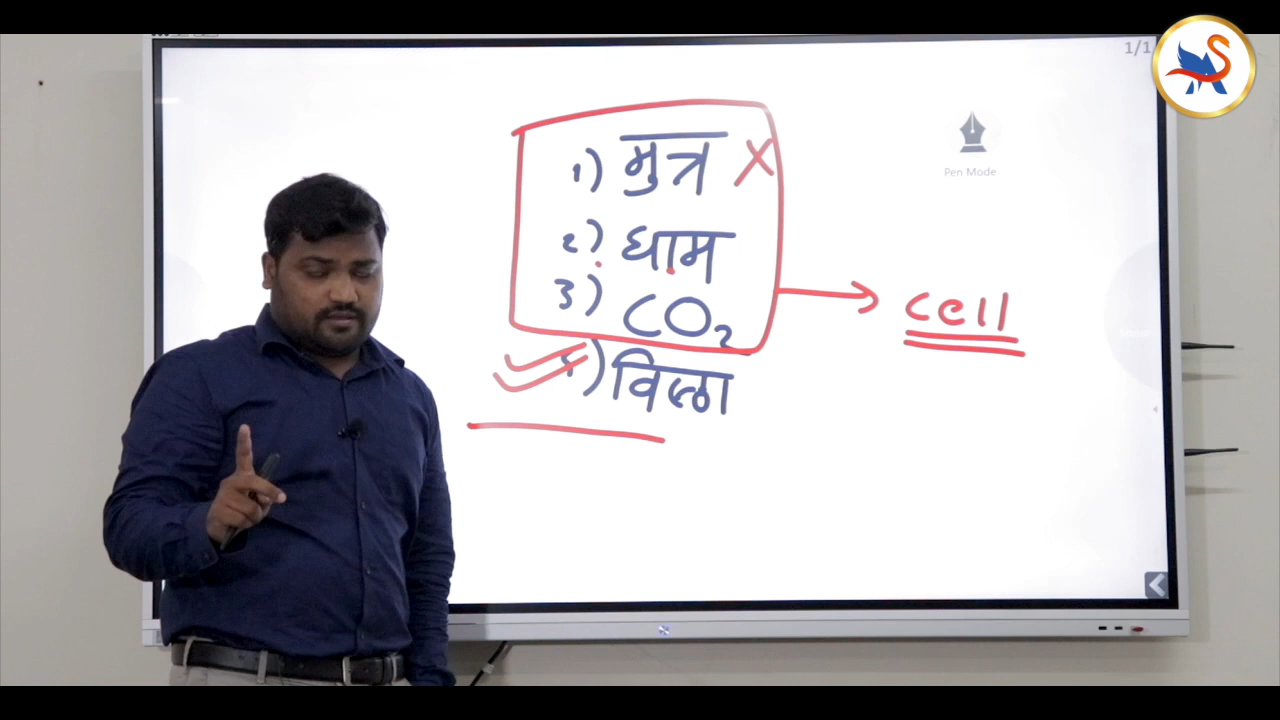 1/1
Pen Mode
1) मुत्र X
2) घाम
3) CO₂
cell
4) विष्ठा